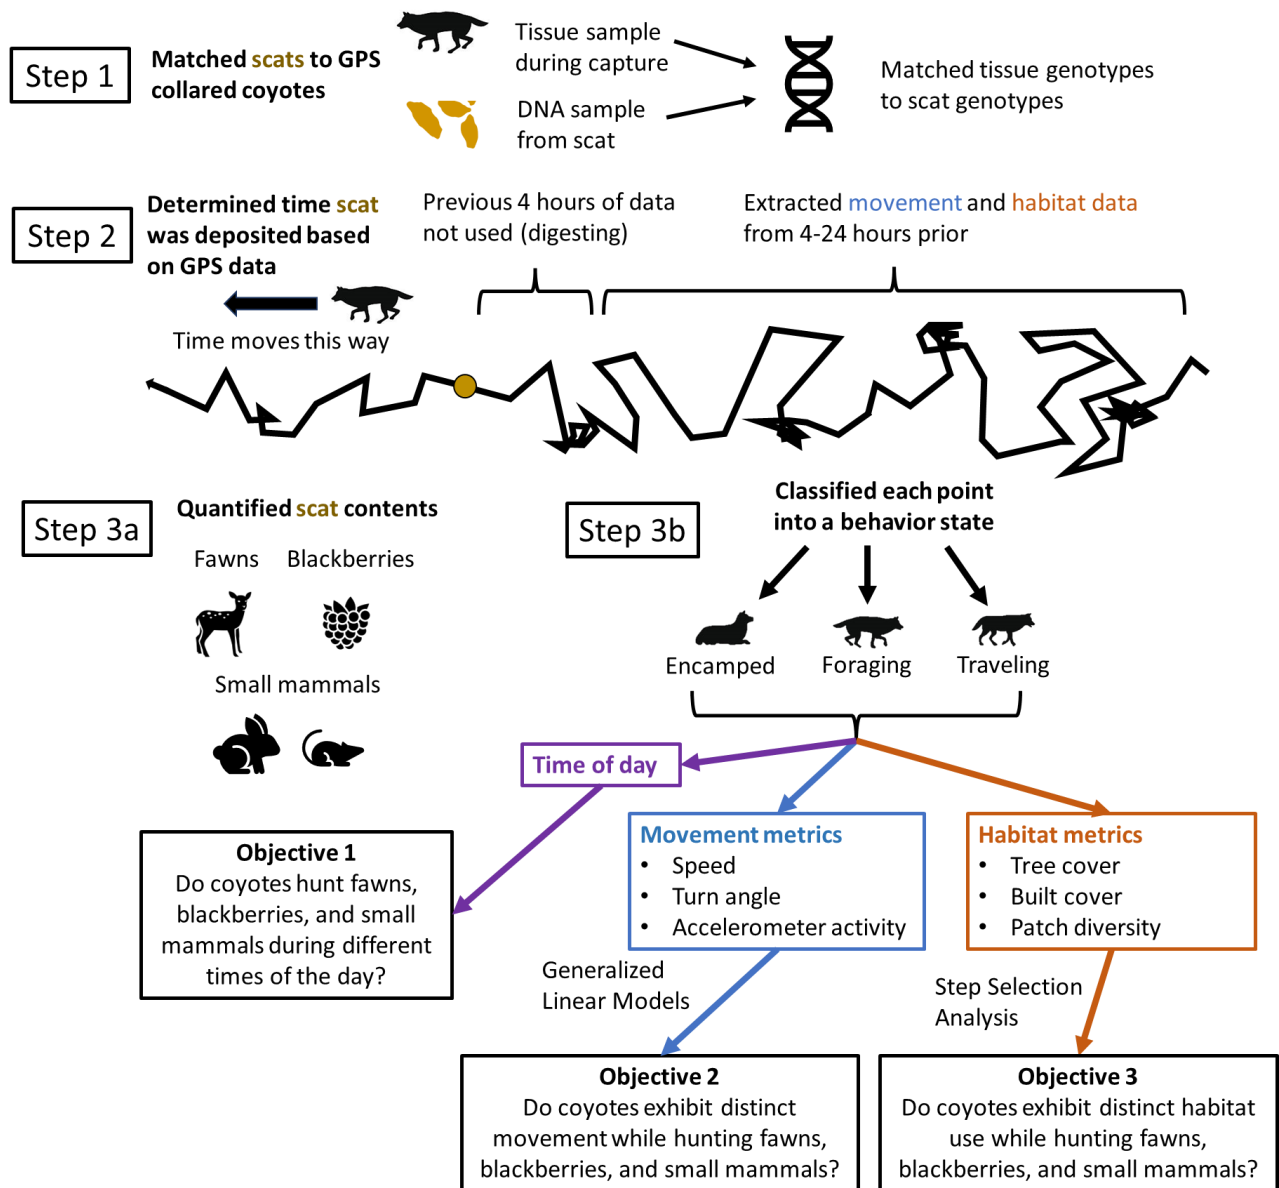 Step 1
Matched scats to GPS
collared coyotes
Tissue sample
during capture
DNA sample
from scat
Matched tissue genotypes
to scat genotypes
Step 2
Determined time scat
was deposited based
on GPS data
Time moves this way
Previous 4 hours of data
not used (digesting)
Extracted movement and habitat data
from 4-24 hours prior
Step 3a
Quantified scat contents
Fawns
Blackberries
Small mammals
Step 3b
Classified each point
into a behavior state
Encamped
Foraging
Traveling
Time of day
Movement metrics
• Speed
• Turn angle
• Accelerometer activity
Habitat metrics
• Tree cover
• Built cover
• Patch diversity
Objective 1
Do coyotes hunt fawns,
blackberries, and small
mammals during different
times of the day?
Generalized
Linear Models
Step Selection
Analysis
Objective 2
Do coyotes exhibit distinct
movement while hunting fawns,
blackberries, and small mammals?
Objective 3
Do coyotes exhibit distinct habitat
use while hunting fawns,
blackberries, and small mammals?